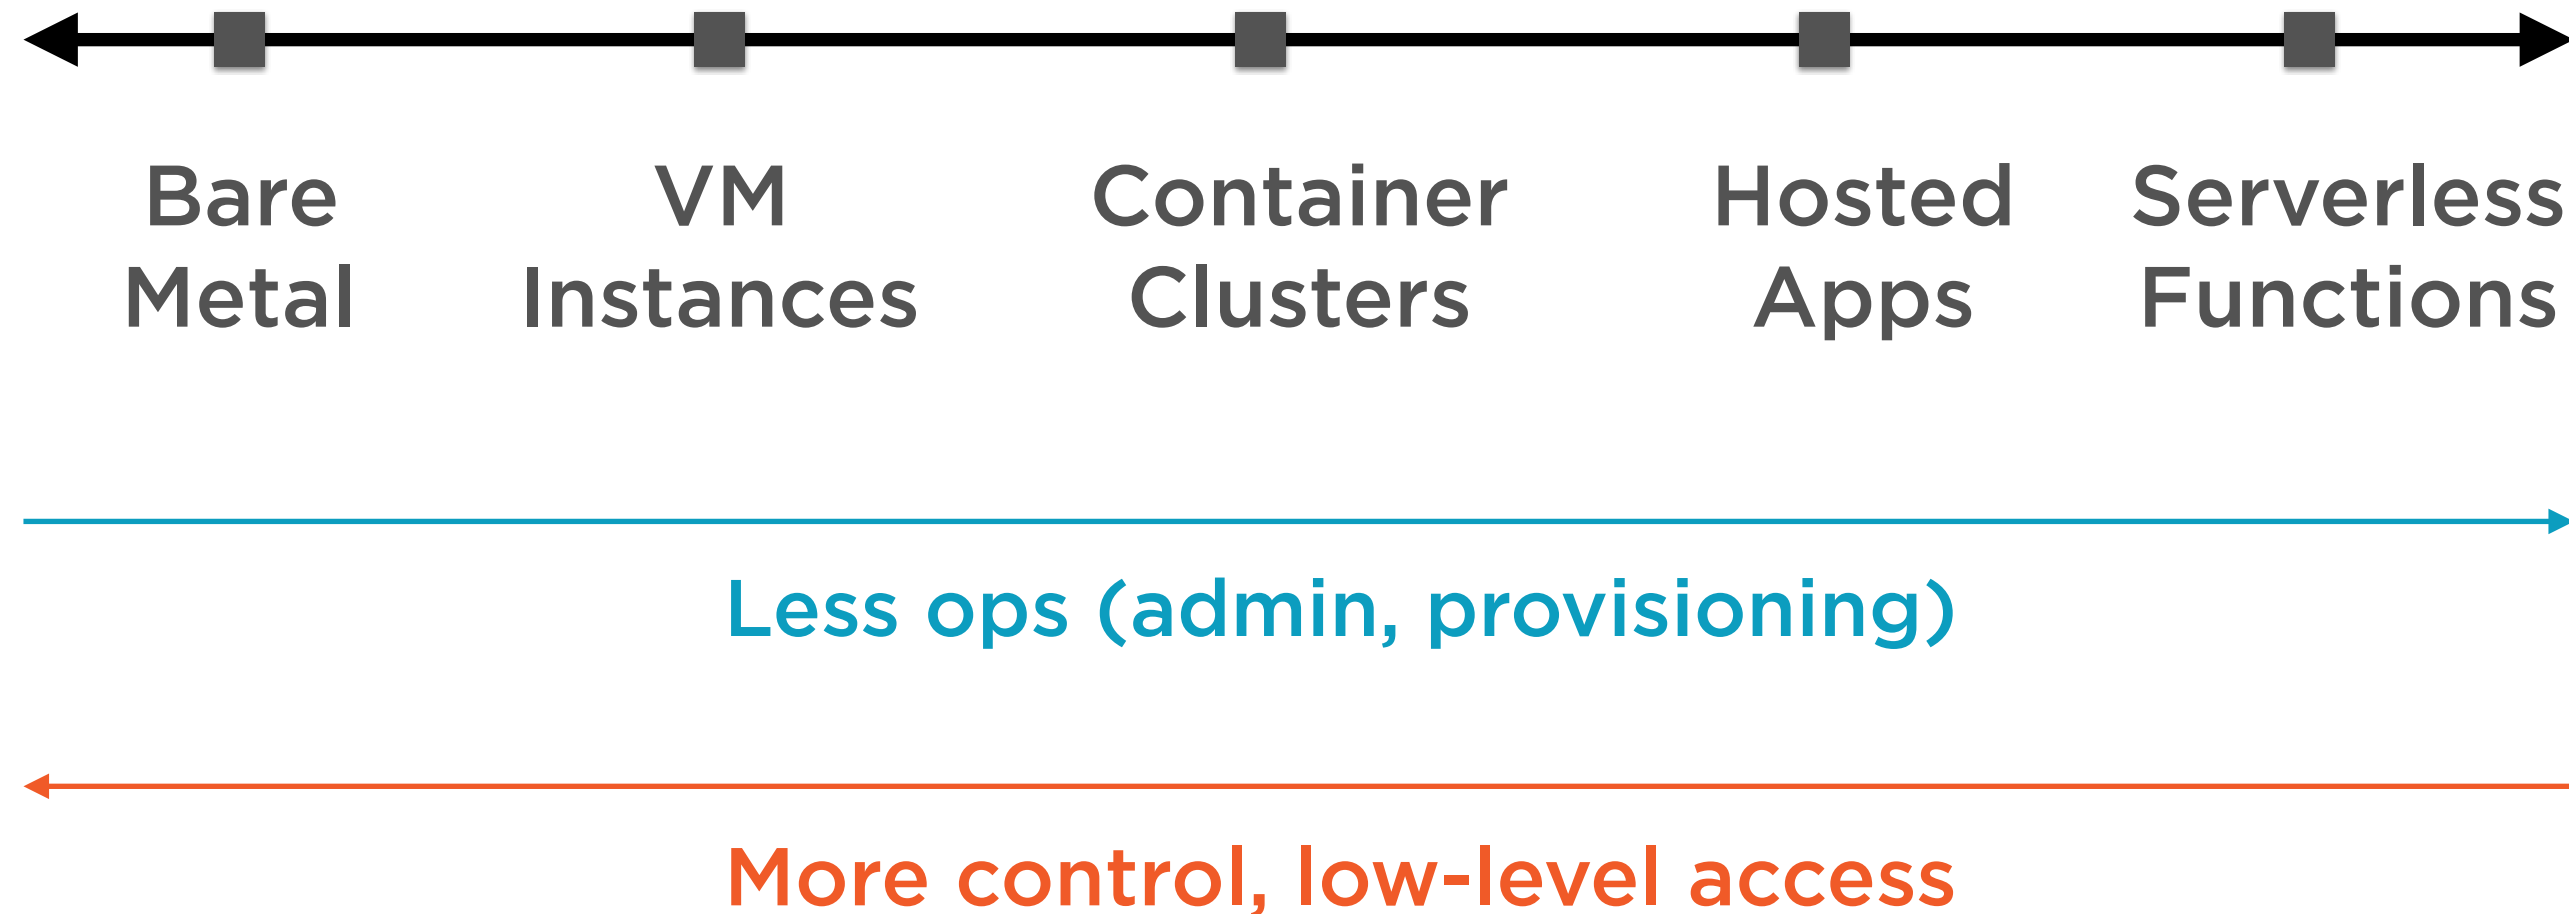 Bare
Metal
VM
Instances
Container
Clusters
Hosted
Apps
Serverless
Functions
Less ops (admin, provisioning)
More control, low-level access